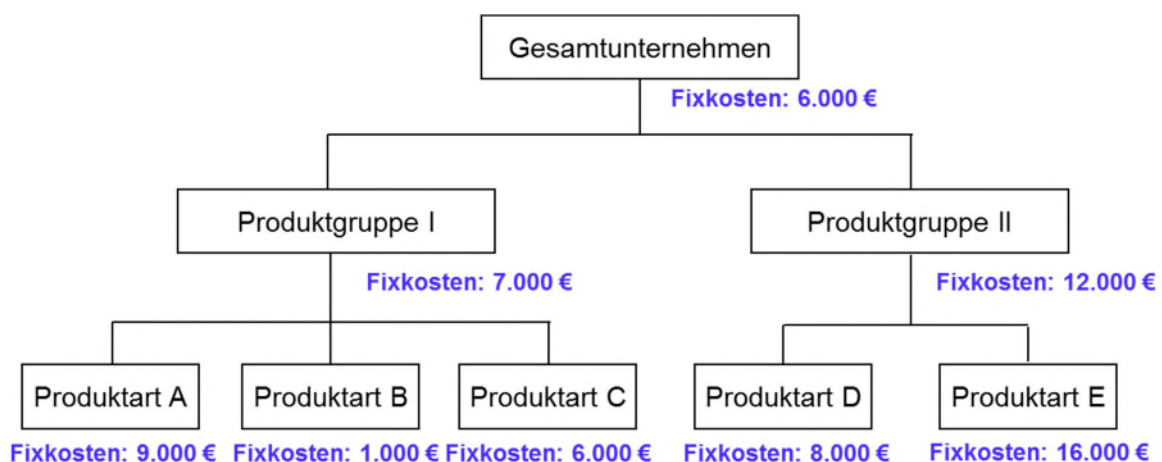 Gesamtunternehmen
Fixkosten: 6.000 €
Produktgruppe I
Produktgruppe II
Fixkosten: 7.000 €
Fixkosten: 12.000 €
Produktart A
Produktart B
Produktart C
Produktart D
Produktart E
Fixkosten: 9.000 €
Fixkosten: 1.000 €
Fixkosten: 6.000 €
Fixkosten: 8.000 €
Fixkosten: 16.000 €